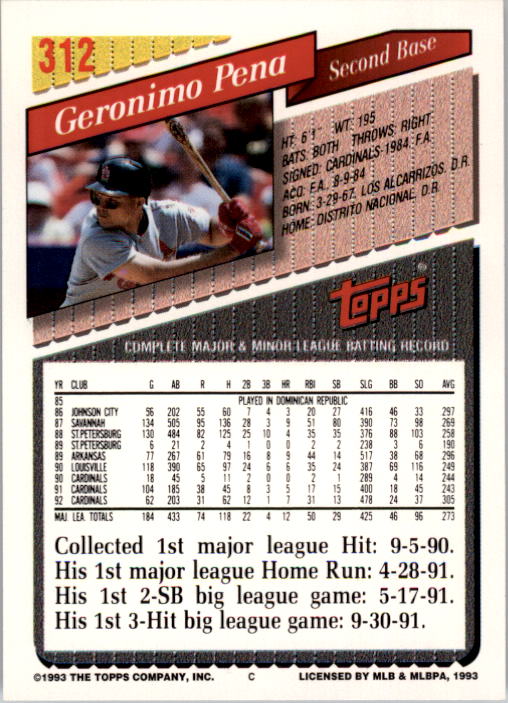 312
Geronimo Pena
Second Base
HT: 6'1" WT: 195
BATS: BOTH THROWS: RIGHT
SIGNED: CARDINALS-1984: F.A.
ACQ: F.A. 8-9-84
BORN: 3-29-67, LOS ALCARRIZOS, D.R.
HOME: DISTRITO NACIONAL, D.R.
TOPPS®
COMPLETE MAJOR & MINOR LEAGUE BATTING RECORD
YR CLUB G AB R H 2B 3B HR RBI SB SLG BB SO AVG
85 PLAYED IN DOMINICAN REPUBLIC
86 JOHNSON CITY 56 202 55 60 7 4 3 20 27 416 46 33 297
87 SAVANNAH 134 505 95 136 28 3 9 51 80 390 73 98 269
88 ST.PETERSBURG 130 484 82 125 25 10 4 35 35 376 88 103 258
89 ST.PETERSBURG 6 21 2 4 1 0 0 2 2 238 3 6 190
89 ARKANSAS 77 267 61 79 16 8 9 44 14 517 38 68 296
90 LOUISVILLE 118 390 65 97 24 6 6 35 24 387 69 116 249
90 CARDINALS 18 45 5 11 2 0 0 2 1 289 4 14 244
91 CARDINALS 104 185 38 45 8 3 5 17 15 400 18 45 243
92 CARDINALS 62 203 31 62 12 1 7 31 13 478 24 37 305
MAJ. LEA. TOTALS 184 433 74 118 22 4 12 50 29 425 46 96 273
Collected 1st major league Hit: 9-5-90.
His 1st major league Home Run: 4-28-91.
His 1st 2-SB big league game: 5-17-91.
His 1st 3-Hit big league game: 9-30-91.
©1993 THE TOPPS COMPANY, INC. C LICENSED BY MLB & MLBPA, 1993